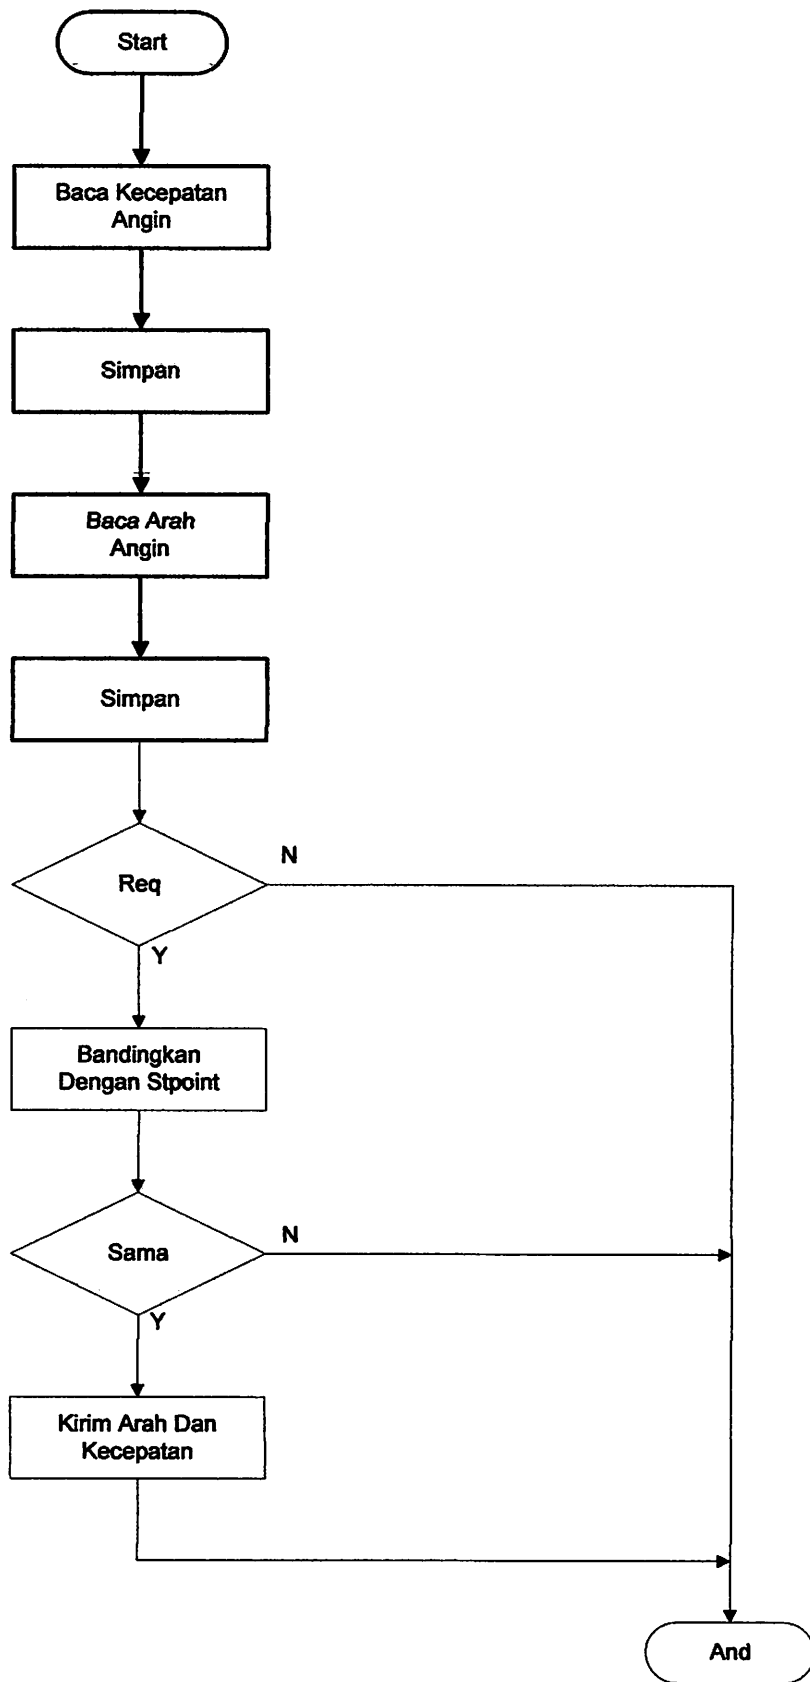 Start
Baca Kecepatan
Angin
Simpan
Baca Arah
Angin
Simpan
Req
N
Y
Bandingkan
Dengan Stpoint
Sama
N
Y
Kirim Arah Dan
Kecepatan
And